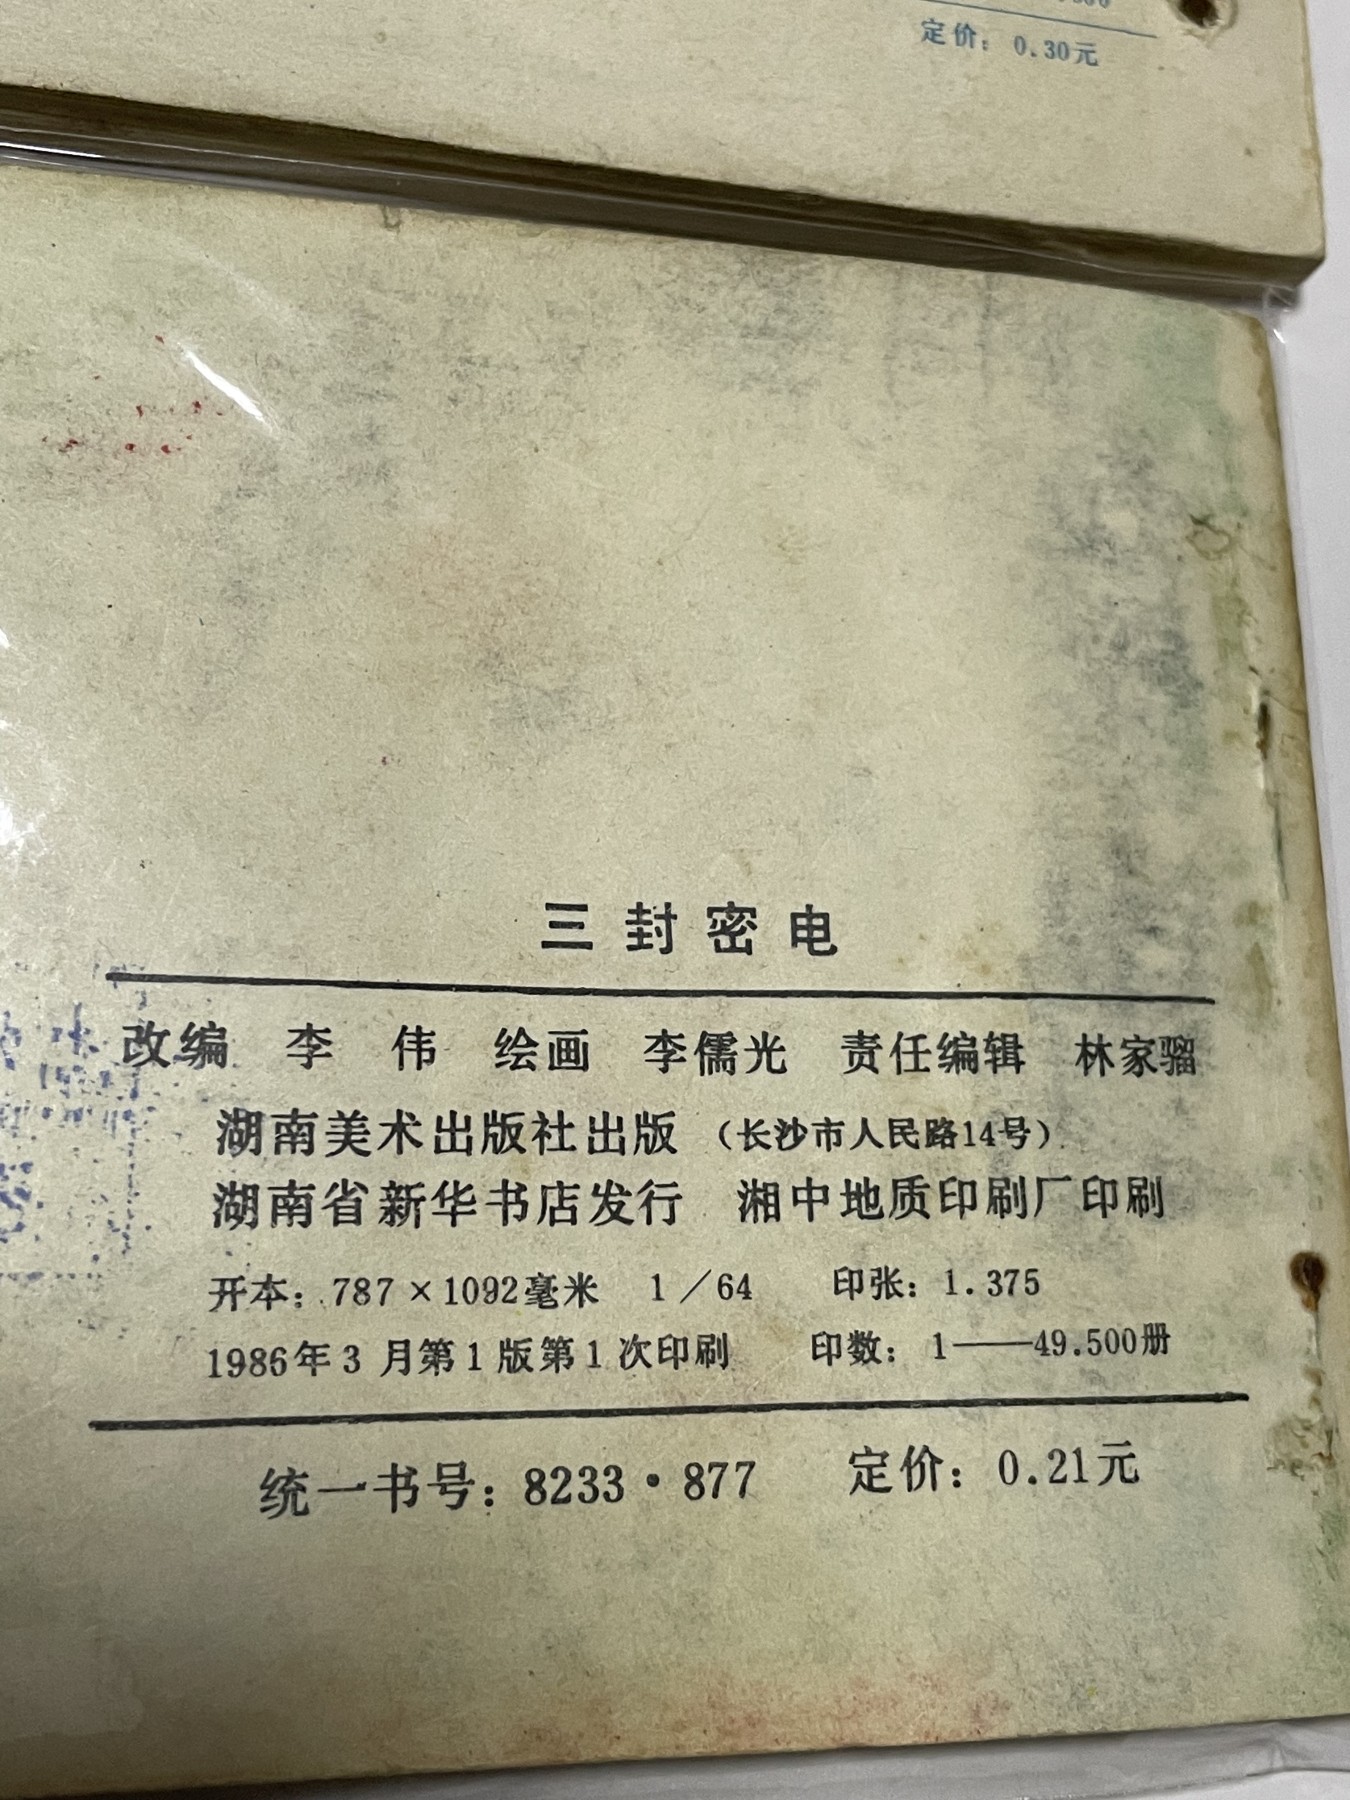 定价：0.30元
三封密电
改编 李 伟 绘画 李儒光 责任编辑 林家骝
湖南美术出版社出版 （长沙市人民路14号）
湖南省新华书店发行 湘中地质印刷厂印刷
开本：787×1092毫米 1／64 印张：1.375
1986年3月第1版第1次印刷 印数：1——49.500册
统一书号：8233·877 定价：0.21元